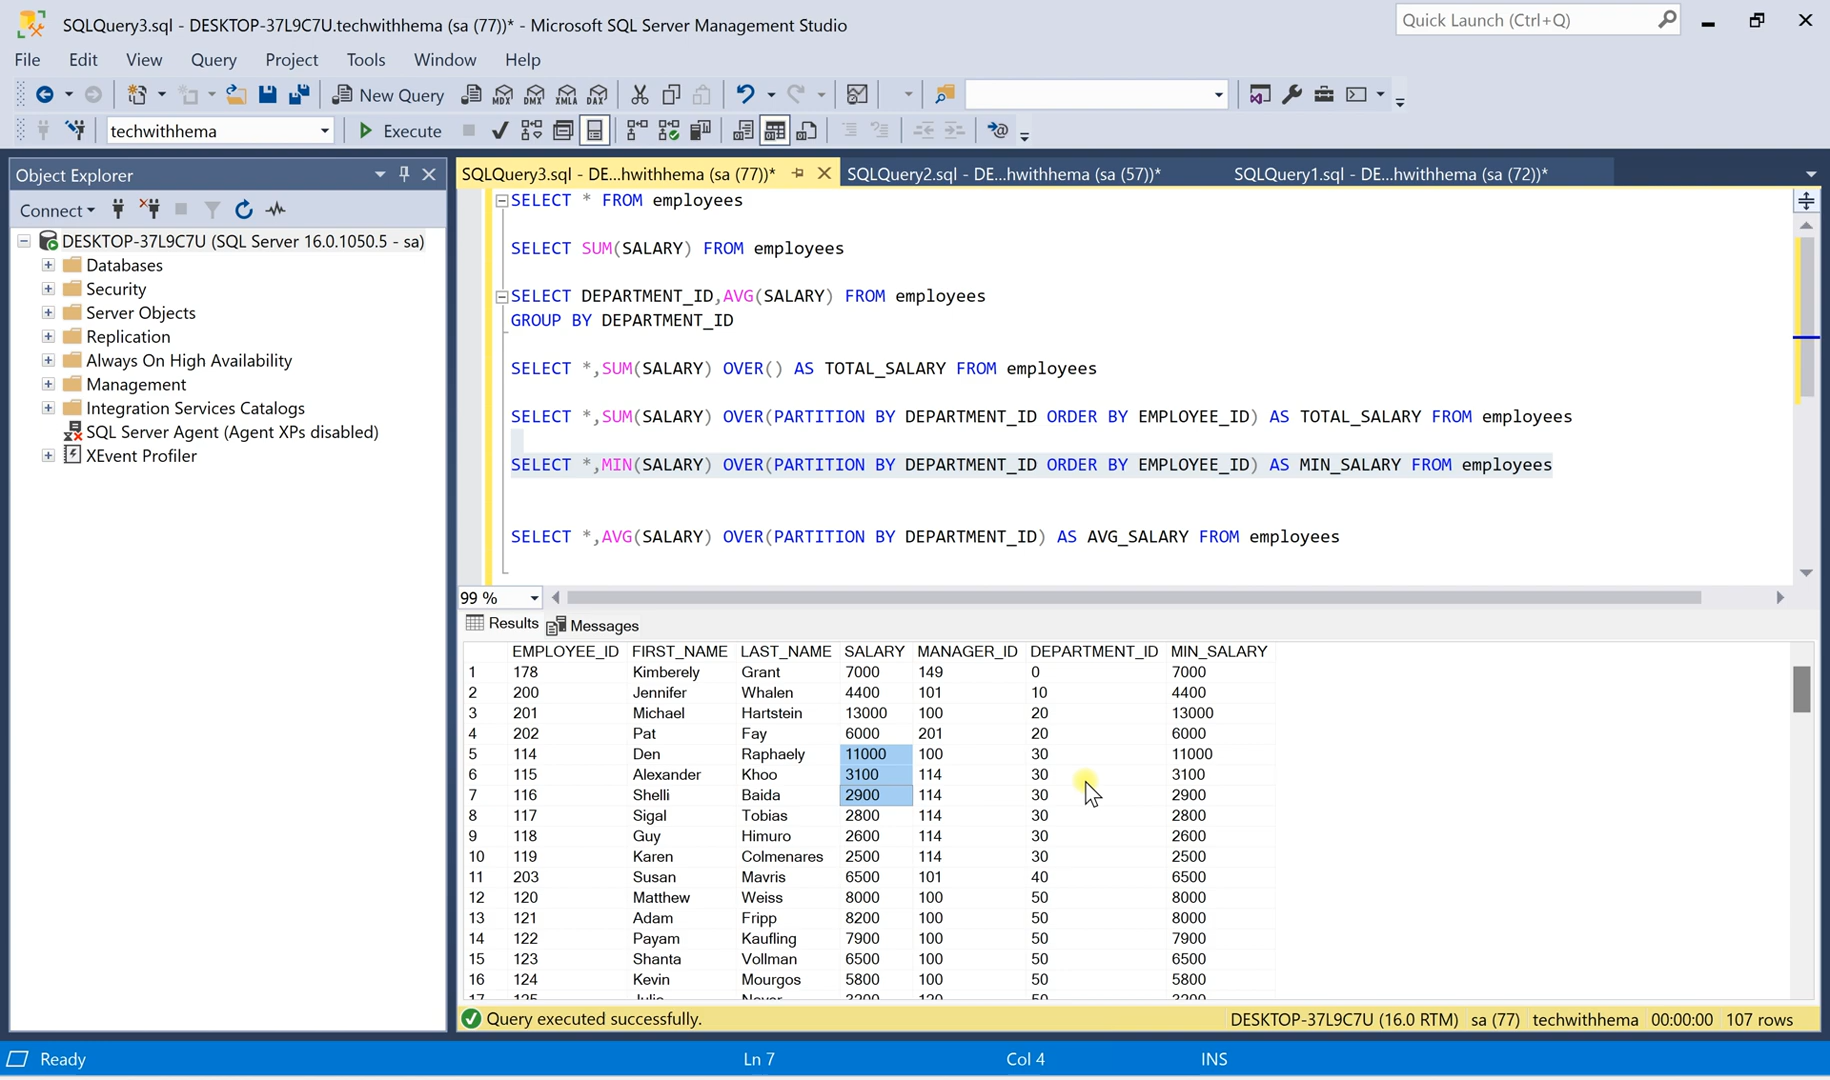 SQLQuery3.sql - DESKTOP-37L9C7U.techwithhema (sa (77))* - Microsoft SQL Server Management Studio
Quick Launch (Ctrl+Q)
File Edit View Query Project Tools Window Help
New Query MDX DMX XMLA DAX
techwithhema Execute
Object Explorer
SQLQuery3.sql - DE...hwithhema (sa (77))* SQLQuery2.sql - DE...hwithhema (sa (57))* SQLQuery1.sql - DE...hwithhema (sa (72))*
Connect
DESKTOP-37L9C7U (SQL Server 16.0.1050.5 - sa)
Databases
Security
Server Objects
Replication
Always On High Availability
Management
Integration Services Catalogs
SQL Server Agent (Agent XPs disabled)
XEvent Profiler
SELECT * FROM employees
SELECT SUM(SALARY) FROM employees
SELECT DEPARTMENT_ID,AVG(SALARY) FROM employees
GROUP BY DEPARTMENT_ID
SELECT *,SUM(SALARY) OVER() AS TOTAL_SALARY FROM employees
SELECT *,SUM(SALARY) OVER(PARTITION BY DEPARTMENT_ID ORDER BY EMPLOYEE_ID) AS TOTAL_SALARY FROM employees
SELECT *,MIN(SALARY) OVER(PARTITION BY DEPARTMENT_ID ORDER BY EMPLOYEE_ID) AS MIN_SALARY FROM employees
SELECT *,AVG(SALARY) OVER(PARTITION BY DEPARTMENT_ID) AS AVG_SALARY FROM employees
99 %
Results Messages
EMPLOYEE_ID FIRST_NAME LAST_NAME SALARY MANAGER_ID DEPARTMENT_ID MIN_SALARY
1 178 Kimberely Grant 7000 149 0 7000
2 200 Jennifer Whalen 4400 101 10 4400
3 201 Michael Hartstein 13000 100 20 13000
4 202 Pat Fay 6000 201 20 6000
5 114 Den Raphaely 11000 100 30 11000
6 115 Alexander Khoo 3100 114 30 3100
7 116 Shelli Baida 2900 114 30 2900
8 117 Sigal Tobias 2800 114 30 2800
9 118 Guy Himuro 2600 114 30 2600
10 119 Karen Colmenares 2500 114 30 2500
11 203 Susan Mavris 6500 101 40 6500
12 120 Matthew Weiss 8000 100 50 8000
13 121 Adam Fripp 8200 100 50 8000
14 122 Payam Kaufling 7900 100 50 7900
15 123 Shanta Vollman 6500 100 50 6500
16 124 Kevin Mourgos 5800 100 50 5800
Query executed successfully. DESKTOP-37L9C7U (16.0 RTM) sa (77) techwithhema 00:00:00 107 rows
Ready Ln 7 Col 4 INS